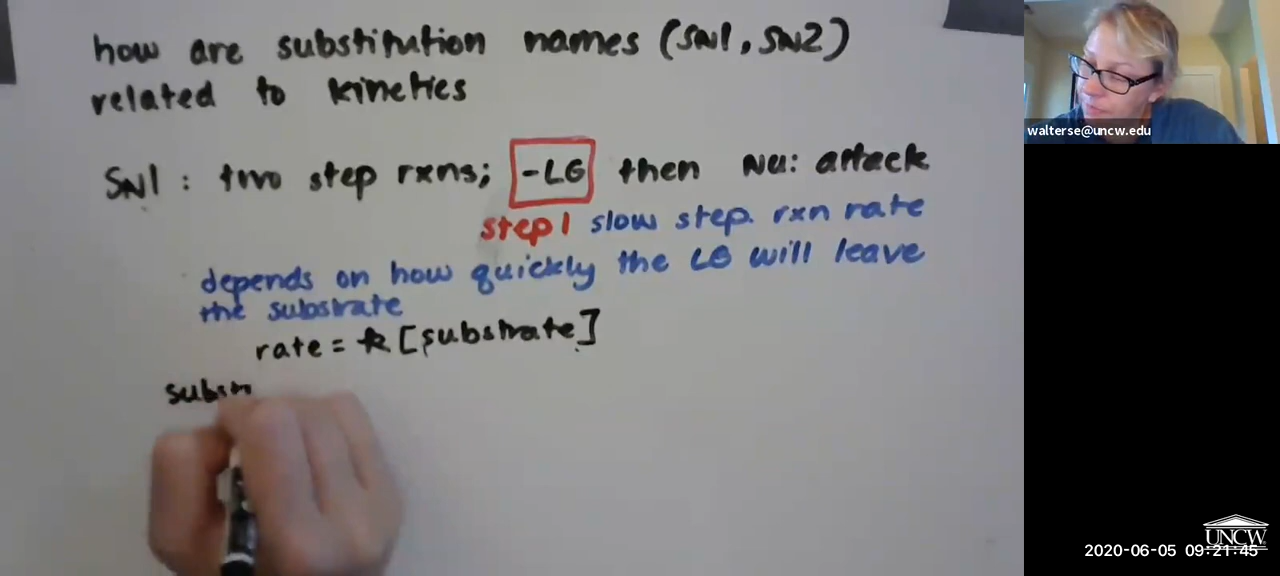 how are substitution names (SN1, SN2)
related to kinetics
SN1 : two step rxns; -LG then Nu: attack
step 1 slow step. rxn rate
depends on how quickly the LG will leave
the substrate
rate = k [substrate]
substr
walterse@uncw.edu
UNCW
2020-06-05 09:21:45